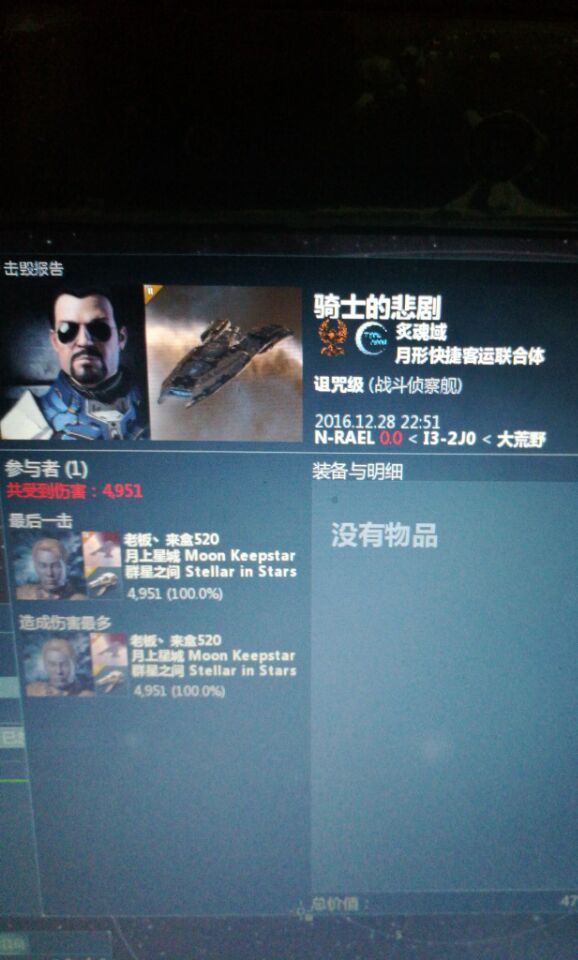 击毁报告
骑士的悲剧
炙魂域
月形快捷客运联合体
诅咒级 (战斗侦察舰)
2016.12.28 22:51
N-RAEL 0.0 < I3-2J0 < 大荒野
参与者 (1)
共受到伤害：4,951
最后一击
老板丶来盒520
月上星城 Moon Keepstar
群星之间 Stellar in Stars
4,951 (100.0%)
造成伤害最多
老板丶来盒520
月上星城 Moon Keepstar
群星之间 Stellar in Stars
4,951 (100.0%)
装备与明细
没有物品
总价值：
47